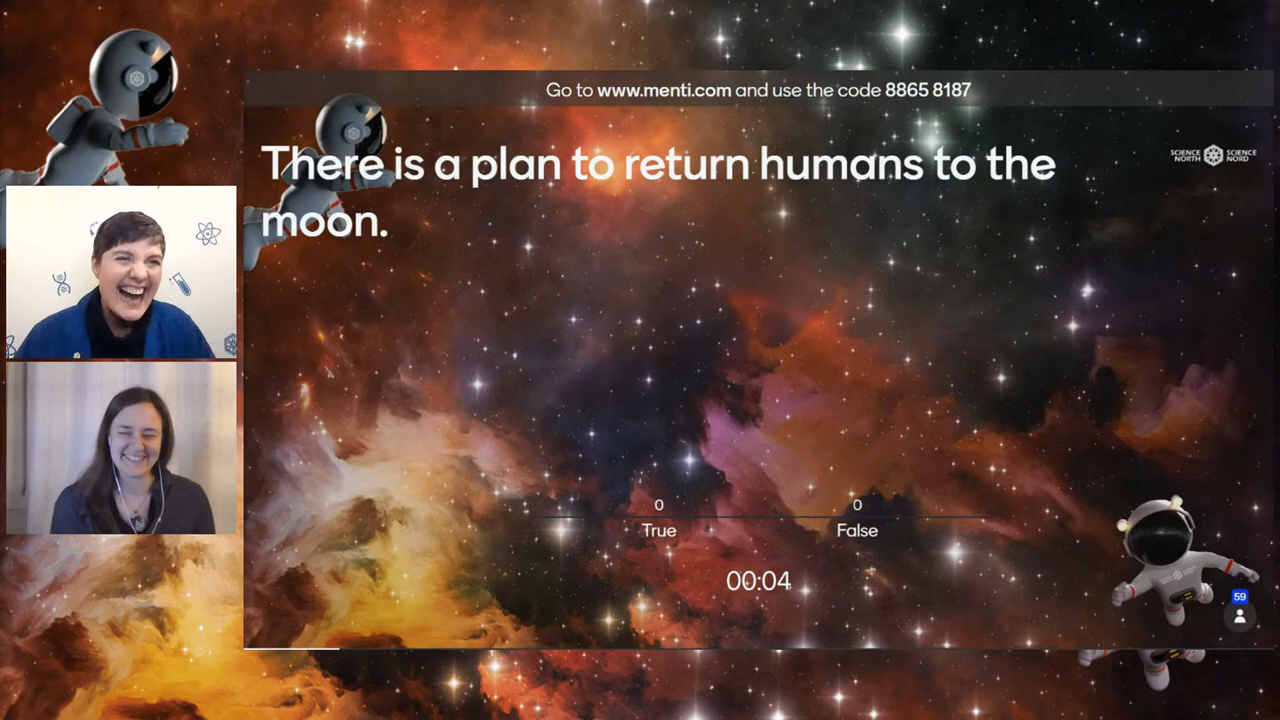 Go to www.menti.com and use the code 8865 8187
There is a plan to return humans to the
moon.
SCIENCE NORTH SCIENCE NORD
0 0
True False
00:04
59